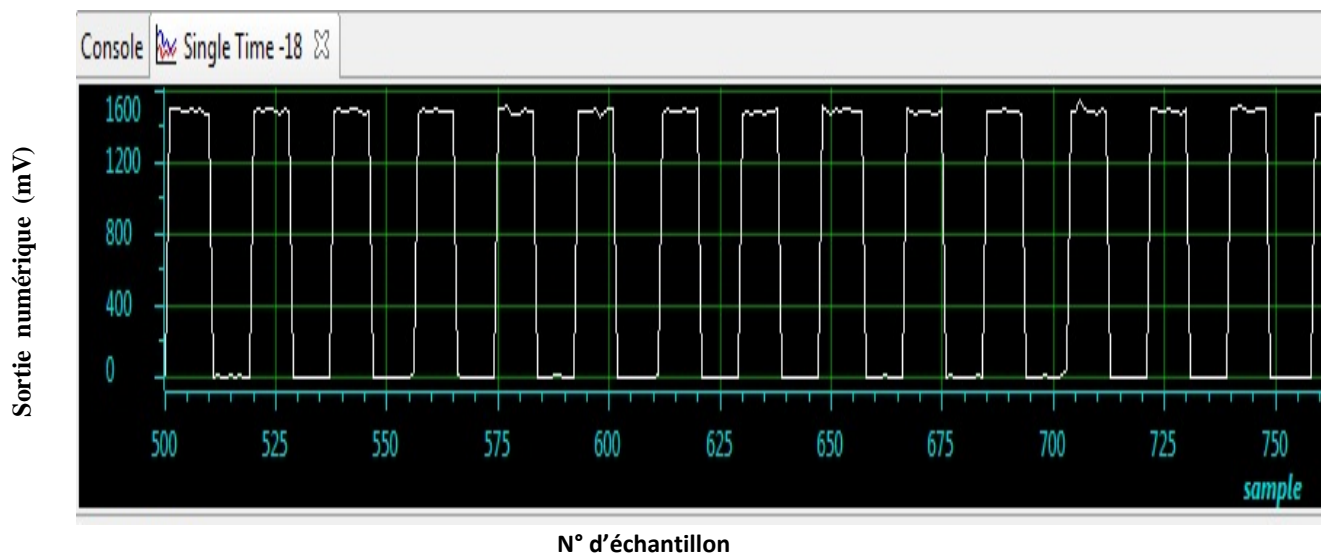 Console Single Time -18
1600
1200
800
400
0
Sortie numérique (mV)
500 525 550 575 600 625 650 675 700 725 750
sample
N° d’échantillon